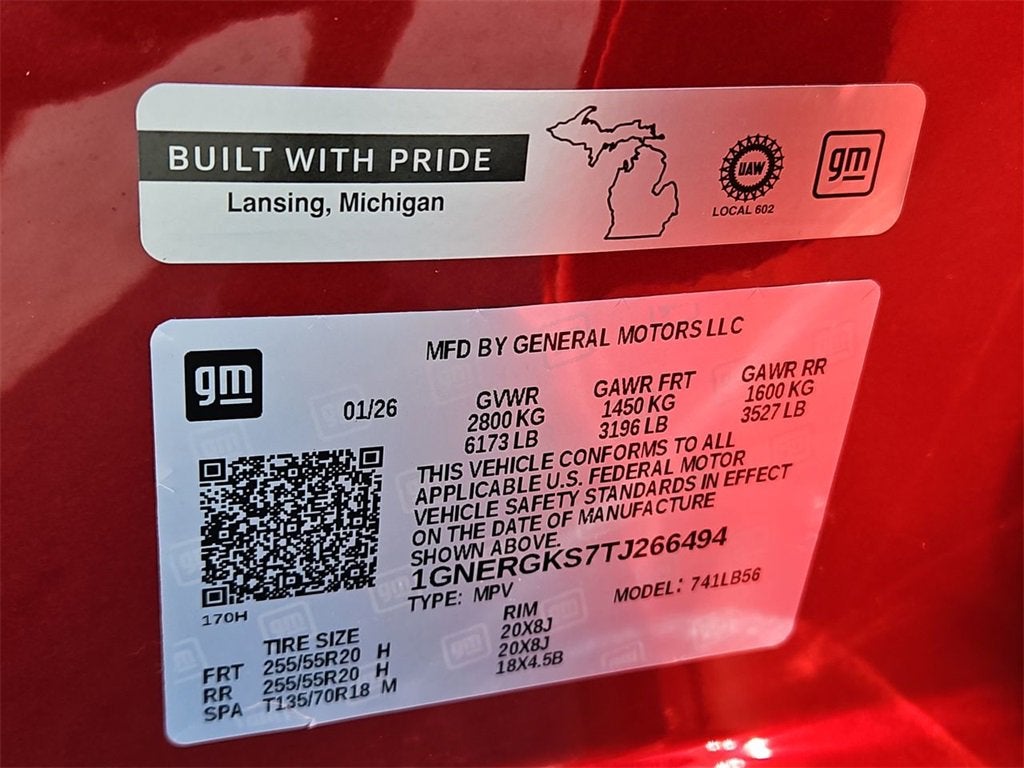 BUILT WITH PRIDE
Lansing, Michigan
UAW
LOCAL 602
gm
gm
MFD BY GENERAL MOTORS LLC
01/26
GVWR
2800 KG
6173 LB
GAWR FRT
1450 KG
3196 LB
GAWR RR
1600 KG
3527 LB
THIS VEHICLE CONFORMS TO ALL
APPLICABLE U.S. FEDERAL MOTOR
VEHICLE SAFETY STANDARDS IN EFFECT
ON THE DATE OF MANUFACTURE
SHOWN ABOVE.
1GNERGKS7TJ266494
TYPE: MPV MODEL: 741LB56
170H
TIRE SIZE RIM
FRT 255/55R20 H 20X8J
RR 255/55R20 H 20X8J
SPA T135/70R18 M 18X4.5B